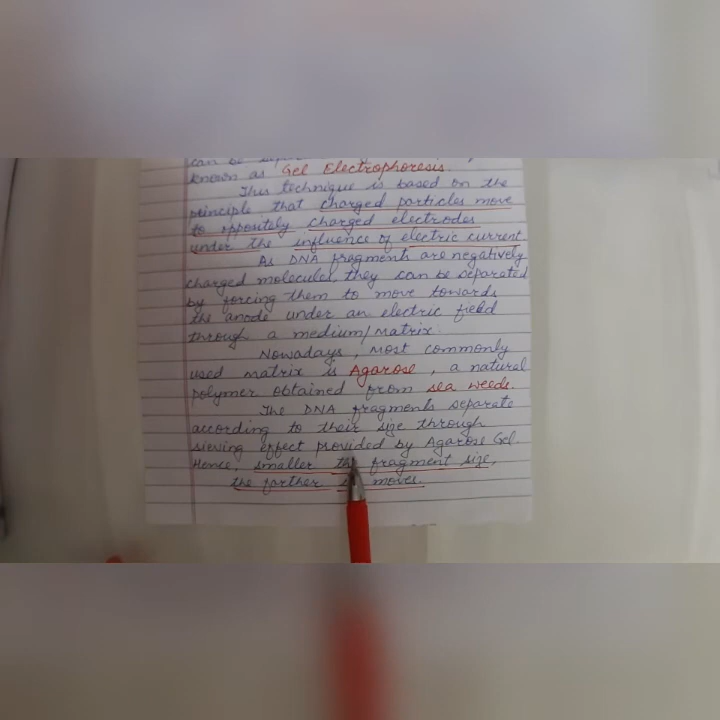 can be
known as Gel Electrophoresis.
This technique is based on the
principle that charged particles move
to oppositely charged electrodes
under the influence of electric current
As DNA fragments are negatively
charged molecules, they can be separated
by forcing them to move towards
the anode under an electric field
through a medium/matrix.
Nowadays, most commonly
used matrix is Agarose, a natural
polymer obtained from sea weeds.
The DNA fragments separate
according to their size through
sieving effect provided by Agarose Gel.
Hence, smaller the fragment size,
the farther it moves.